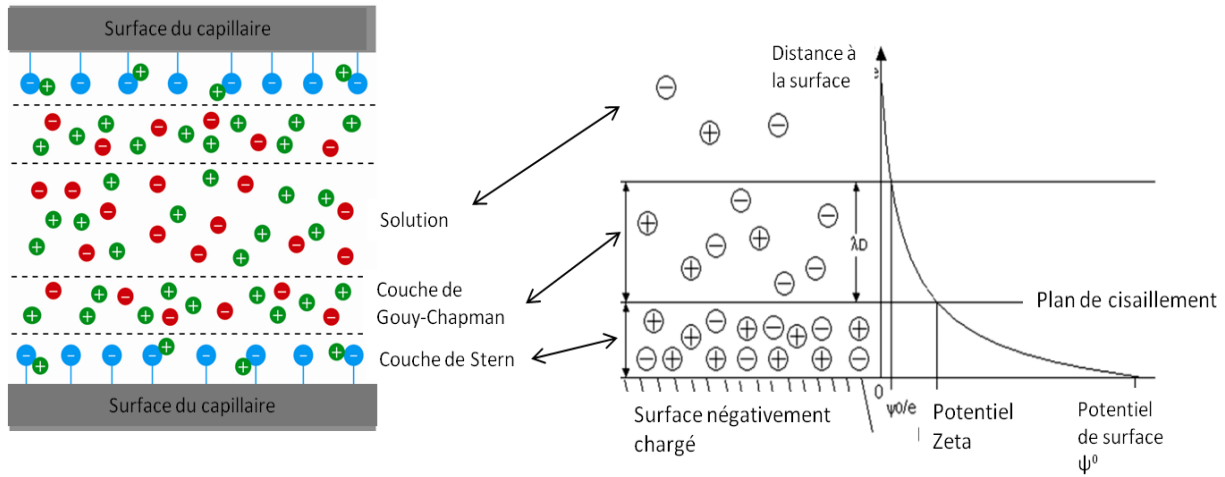 Surface du capillaire
Solution
Couche de
Gouy-Chapman
Couche de Stern
Surface du capillaire
Distance à
la surface
λD
Plan de cisaillement
0
ψ0/e
Surface négativement
chargé
Potentiel
Zeta
Potentiel
de surface
ψ⁰